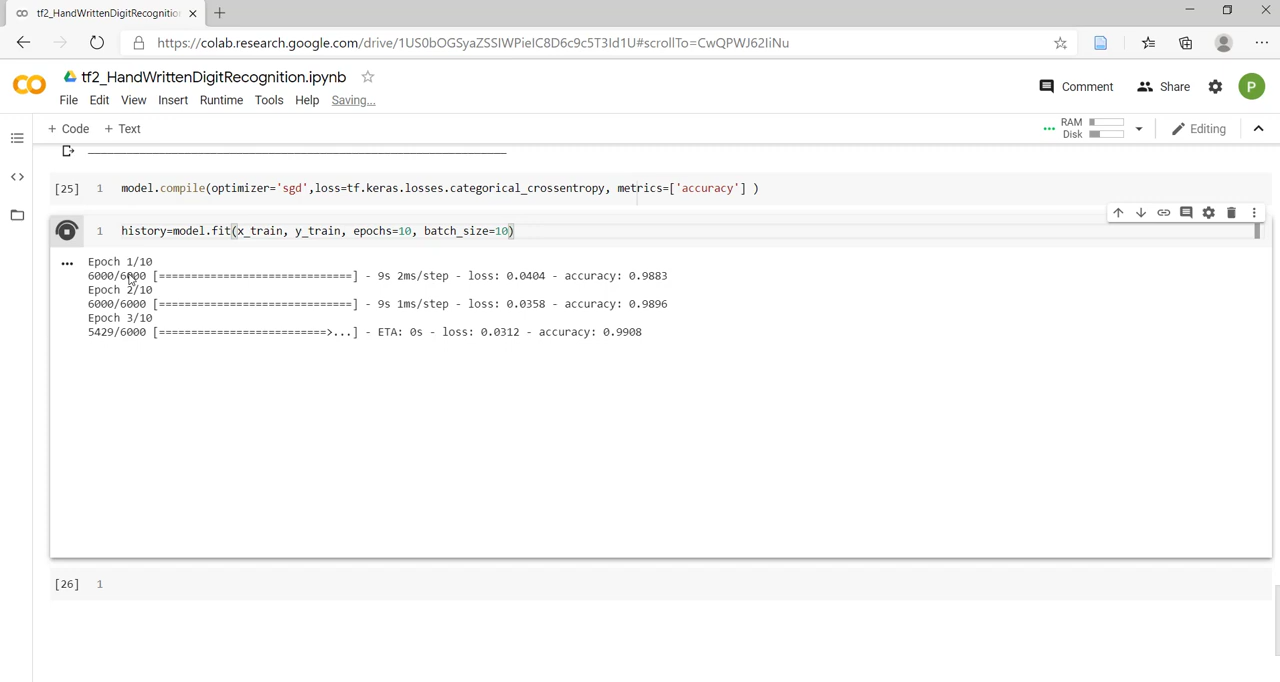 tf2_HandWrittenDigitRecognition
https://colab.research.google.com/drive/1US0bOGSyaZSSIWPieIC8D6c9c5T3Id1U#scrollTo=CwQPWJ62IiNu
CO
tf2_HandWrittenDigitRecognition.ipynb
Comment
Share
P
File Edit View Insert Runtime Tools Help Saving...
+ Code + Text
RAM
Disk
Editing
[25] 1 model.compile(optimizer='sgd',loss=tf.keras.losses.categorical_crossentropy, metrics=['accuracy'] )
1 history=model.fit(x_train, y_train, epochs=10, batch_size=10)
Epoch 1/10
6000/6000 [==============================] - 9s 2ms/step - loss: 0.0404 - accuracy: 0.9883
Epoch 2/10
6000/6000 [==============================] - 9s 1ms/step - loss: 0.0358 - accuracy: 0.9896
Epoch 3/10
5429/6000 [==========================>...] - ETA: 0s - loss: 0.0312 - accuracy: 0.9908
[26] 1